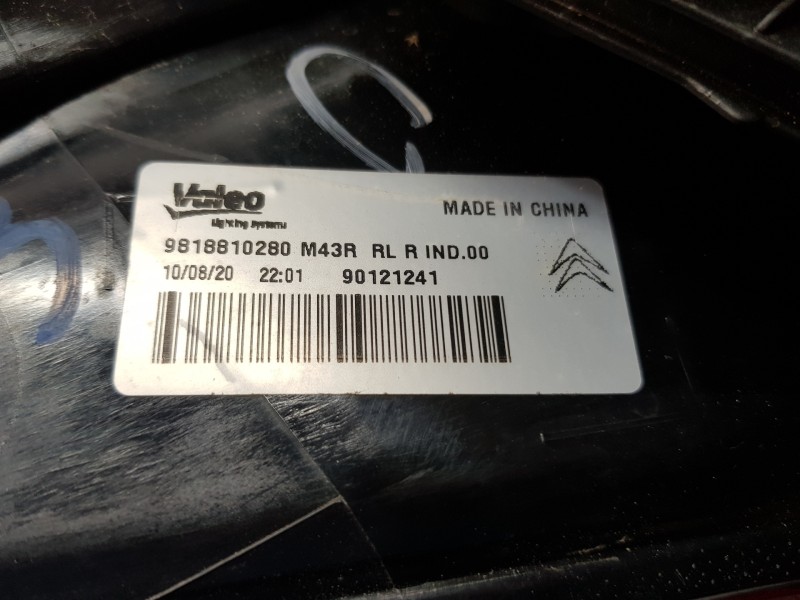 Valeo
Lighting Systems
MADE IN CHINA
9818810280 M43R RL R IND.00
10/08/20 22:01 90121241